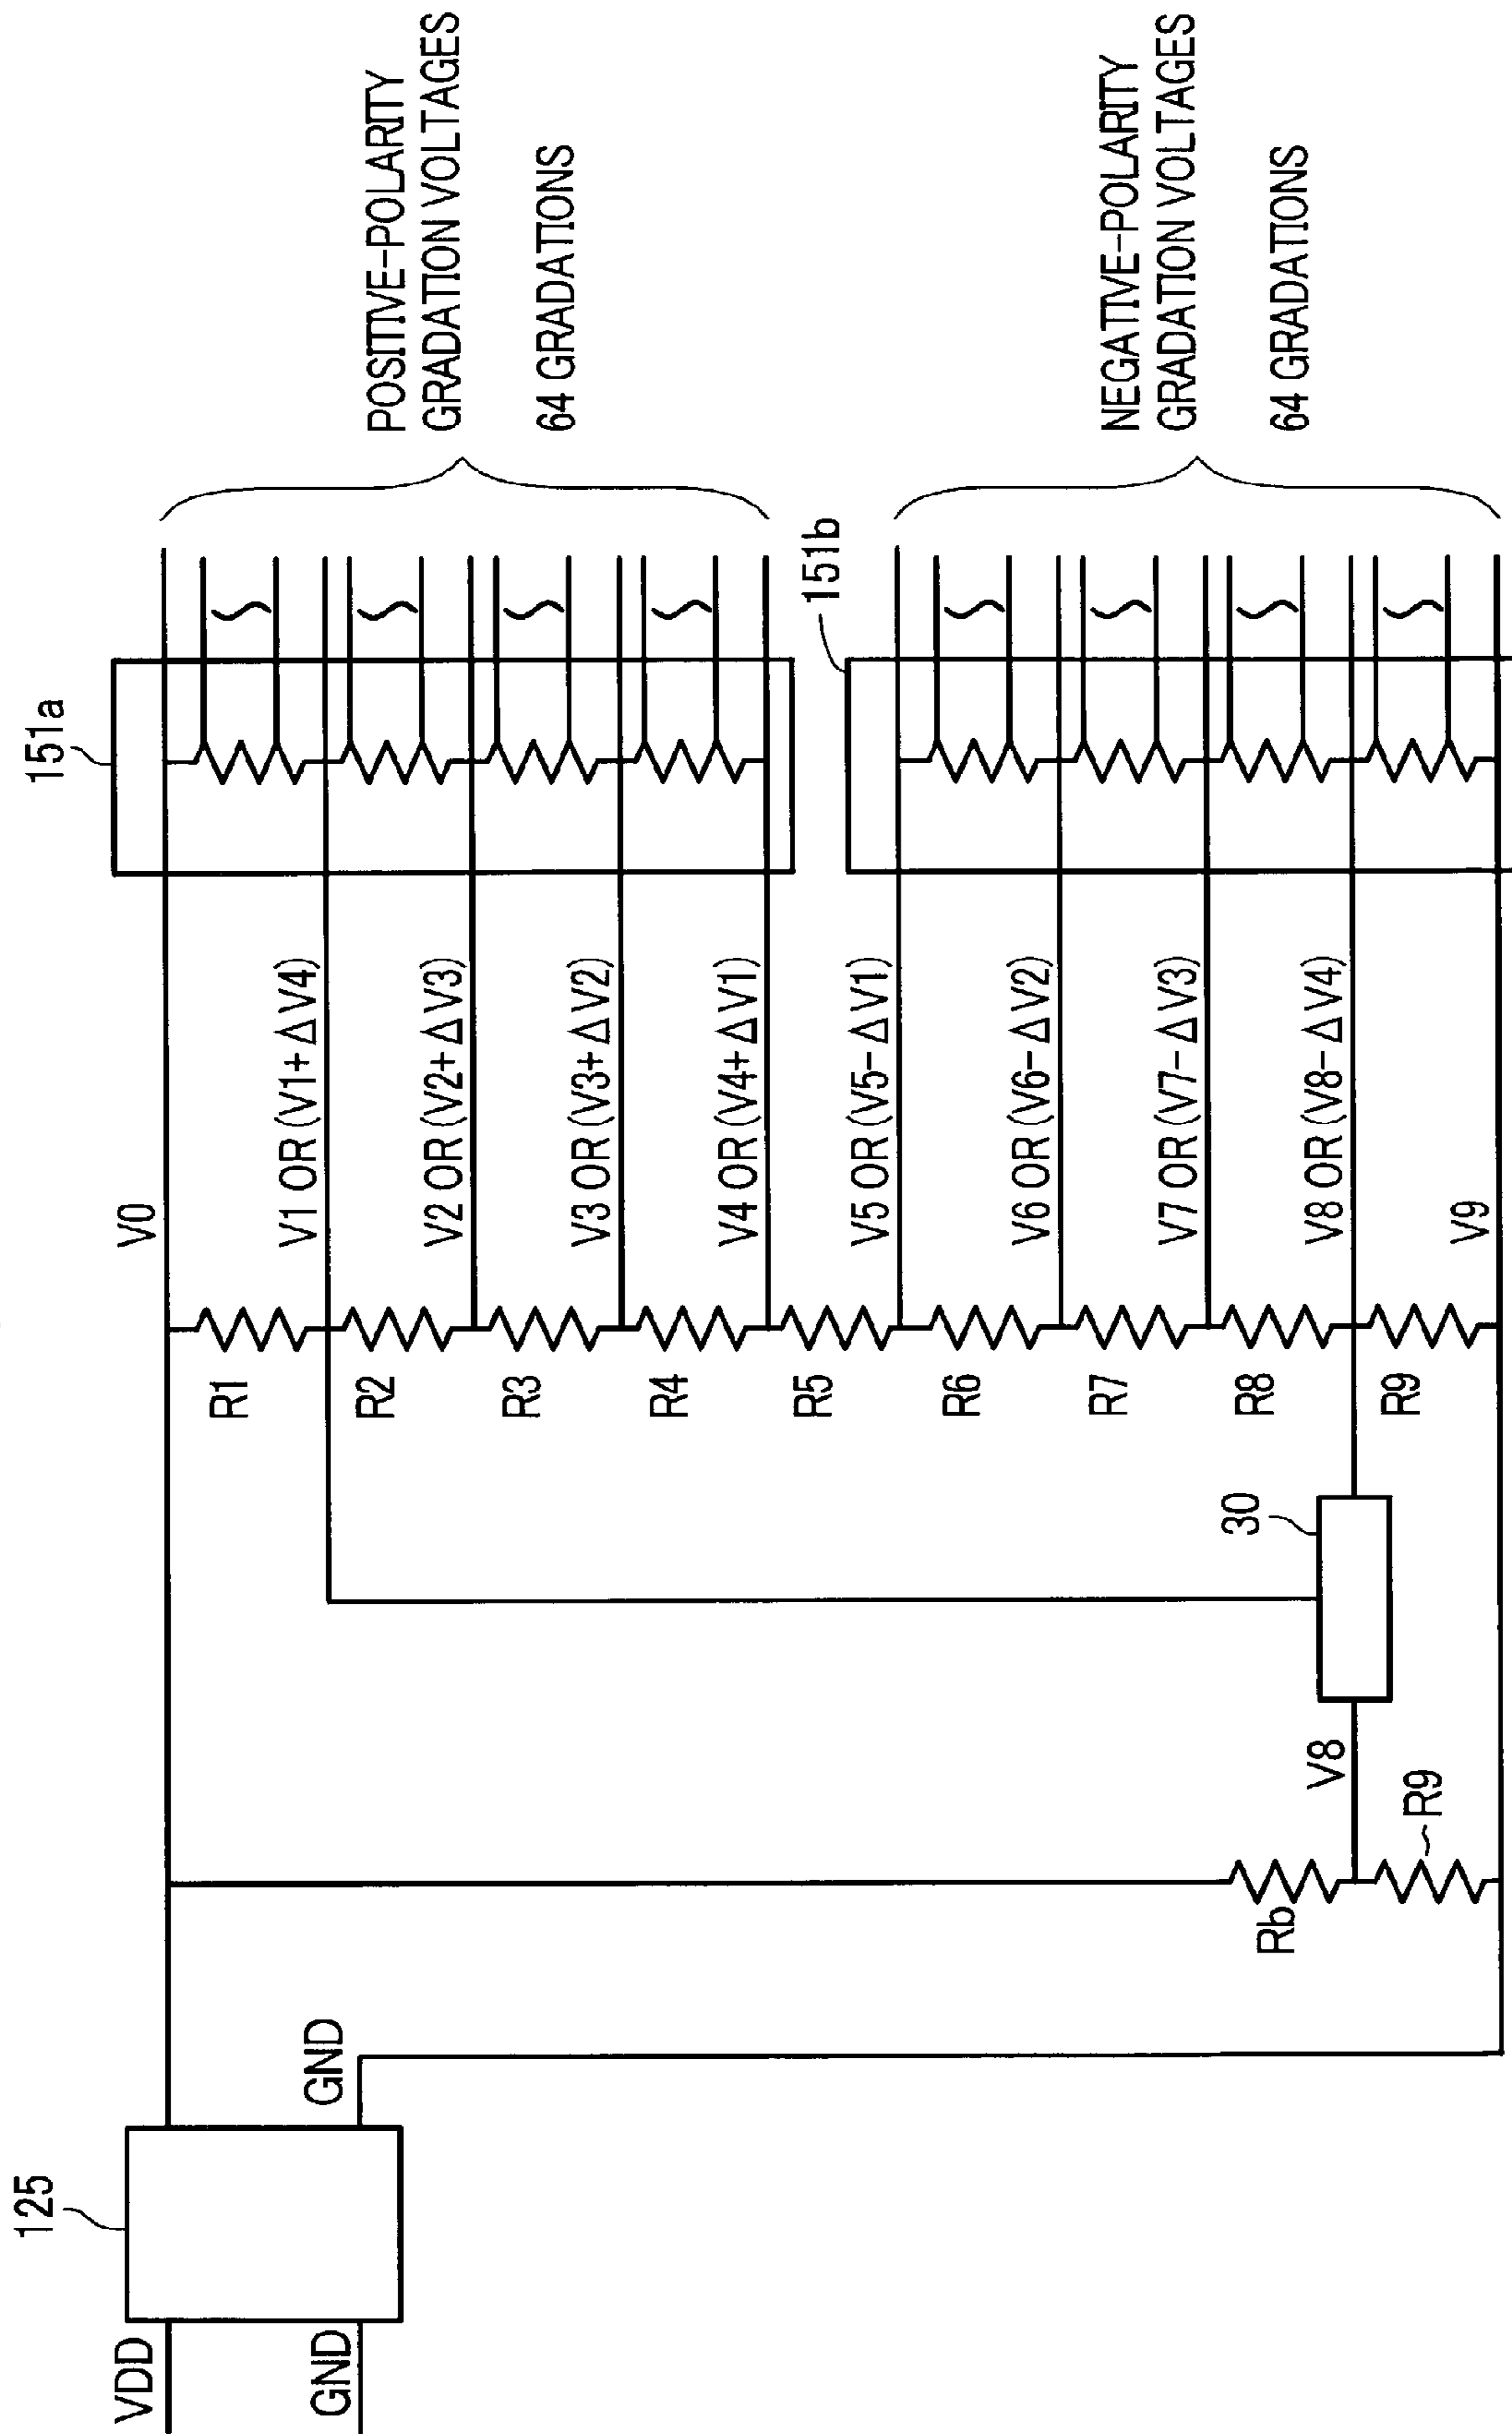 125
VDD
GND
GND
V0
V1 OR (V1+ΔV4)
V2 OR (V2+ΔV3)
V3 OR (V3+ΔV2)
V4 OR (V4+ΔV1)
V5 OR (V5-ΔV1)
V6 OR (V6-ΔV2)
V7 OR (V7-ΔV3)
V8 OR (V8-ΔV4)
V9
R1
R2
R3
R4
R5
R6
R7
R8
R9
30
V8
Rb
R9
151a
151b
POSITIVE-POLARITY
GRADATION VOLTAGES
64 GRADATIONS
NEGATIVE-POLARITY
GRADATION VOLTAGES
64 GRADATIONS